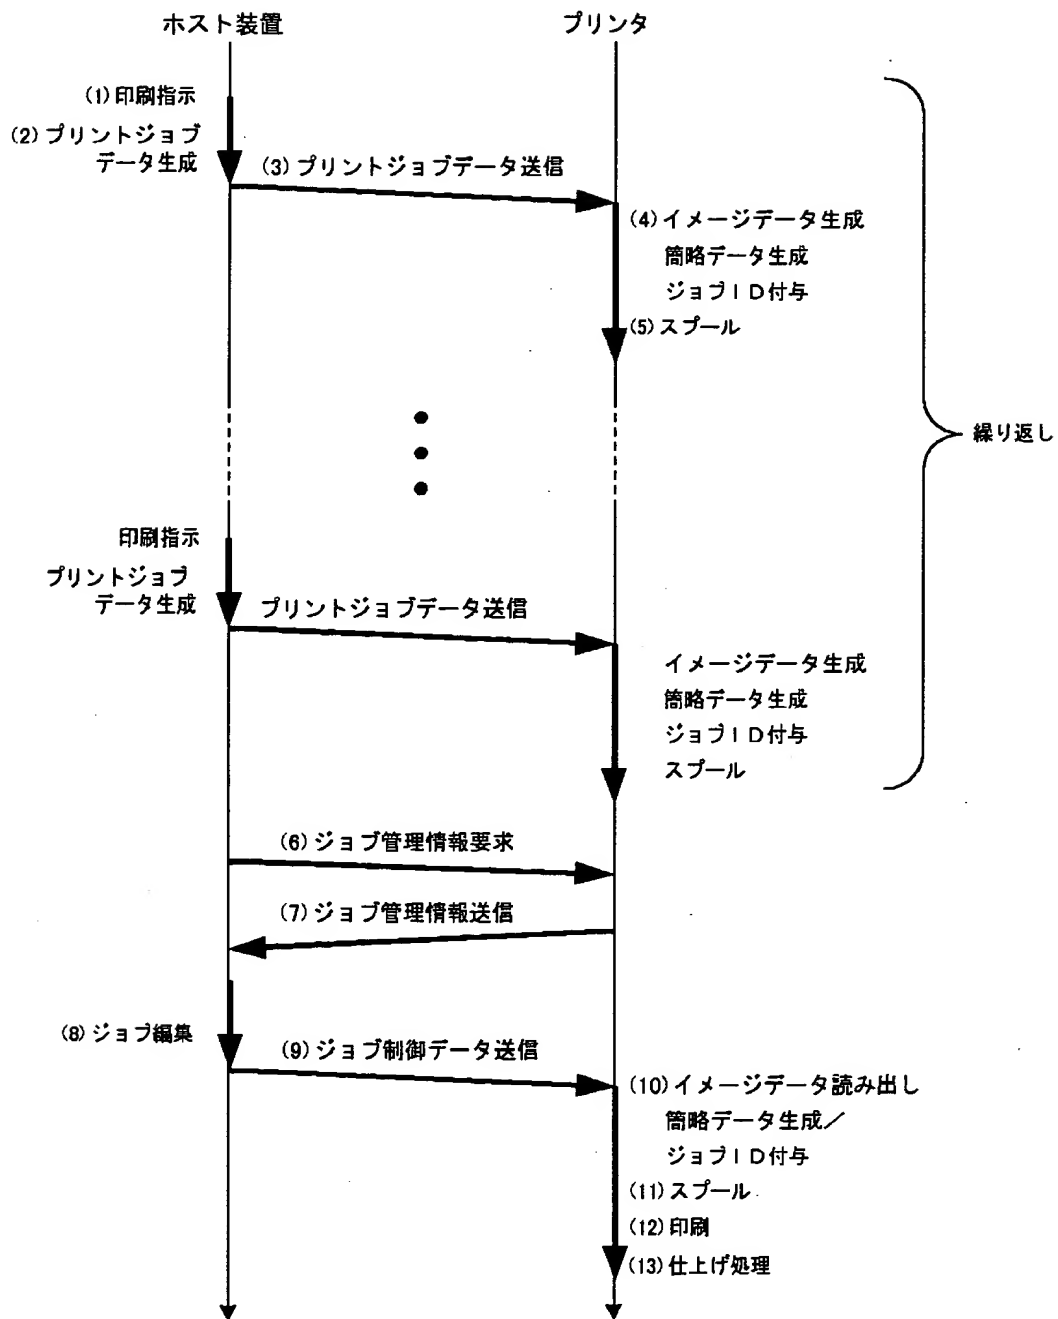 ホスト装置
プリンタ
(1)印刷指示
(2)プリントジョブ
データ生成
(3)プリントジョブデータ送信
(4)イメージデータ生成
簡略データ生成
ジョブID付与
(5)スプール
繰り返し
印刷指示
プリントジョブ
データ生成
プリントジョブデータ送信
イメージデータ生成
簡略データ生成
ジョブID付与
スプール
(6)ジョブ管理情報要求
(7)ジョブ管理情報送信
(8)ジョブ編集
(9)ジョブ制御データ送信
(10)イメージデータ読み出し
簡略データ生成/
ジョブID付与
(11)スプール
(12)印刷
(13)仕上げ処理